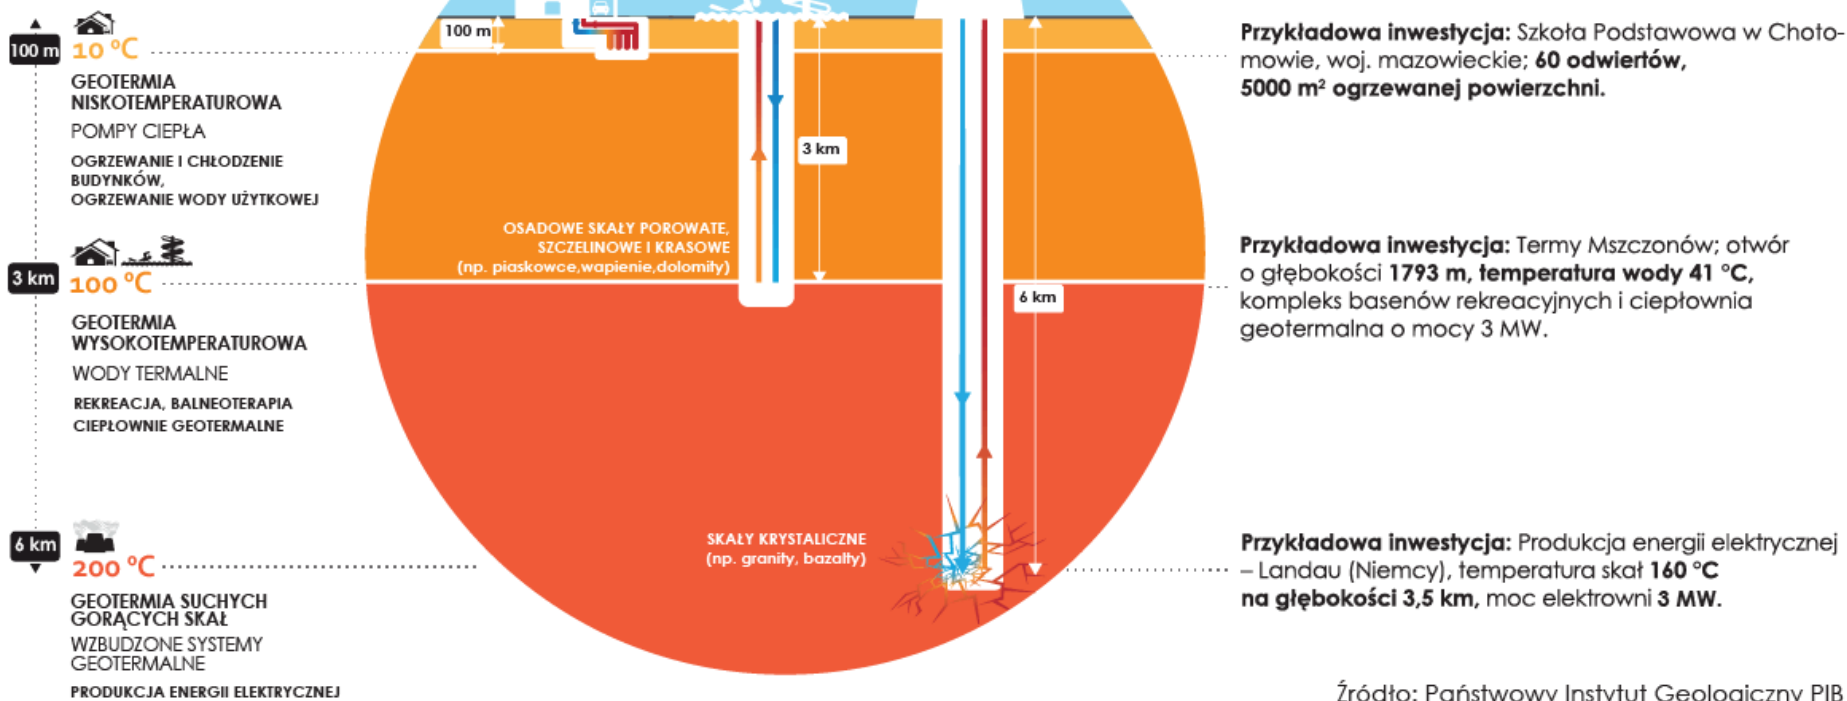 100 m
10 °C
GEOTERMIA
NISKOTEMPERATUROWA
POMPY CIEPŁA
OGRZEWANIE I CHŁODZENIE
BUDYNKÓW,
OGRZEWANIE WODY UŻYTKOWEJ
3 km
100 °C
GEOTERMIA
WYSOKOTEMPERATUROWA
WODY TERMALNE
REKREACJA, BALNEOTERAPIA
CIEPŁOWNIE GEOTERMALNE
6 km
200 °C
GEOTERMIA SUCHYCH
GORĄCYCH SKAŁ
WZBUDZONE SYSTEMY
GEOTERMALNE
PRODUKCJA ENERGII ELEKTRYCZNEJ
100 m
3 km
OSADOWE SKAŁY POROWATE,
SZCZELINOWE I KRASOWE
(np. piaskowce,wapienie,dolomity)
6 km
SKAŁY KRYSTALICZNE
(np. granity, bazalty)
Przykładowa inwestycja: Szkoła Podstawowa w Choto-
mowie, woj. mazowieckie; 60 odwiertów,
5000 m² ogrzewanej powierzchni.
Przykładowa inwestycja: Termy Mszczonów; otwór
o głębokości 1793 m, temperatura wody 41 °C,
kompleks basenów rekreacyjnych i ciepłownia
geotermalna o mocy 3 MW.
Przykładowa inwestycja: Produkcja energii elektrycznej
– Landau (Niemcy), temperatura skał 160 °C
na głębokości 3,5 km, moc elektrowni 3 MW.
Źródło: Państwowy Instytut Geologiczny PIB